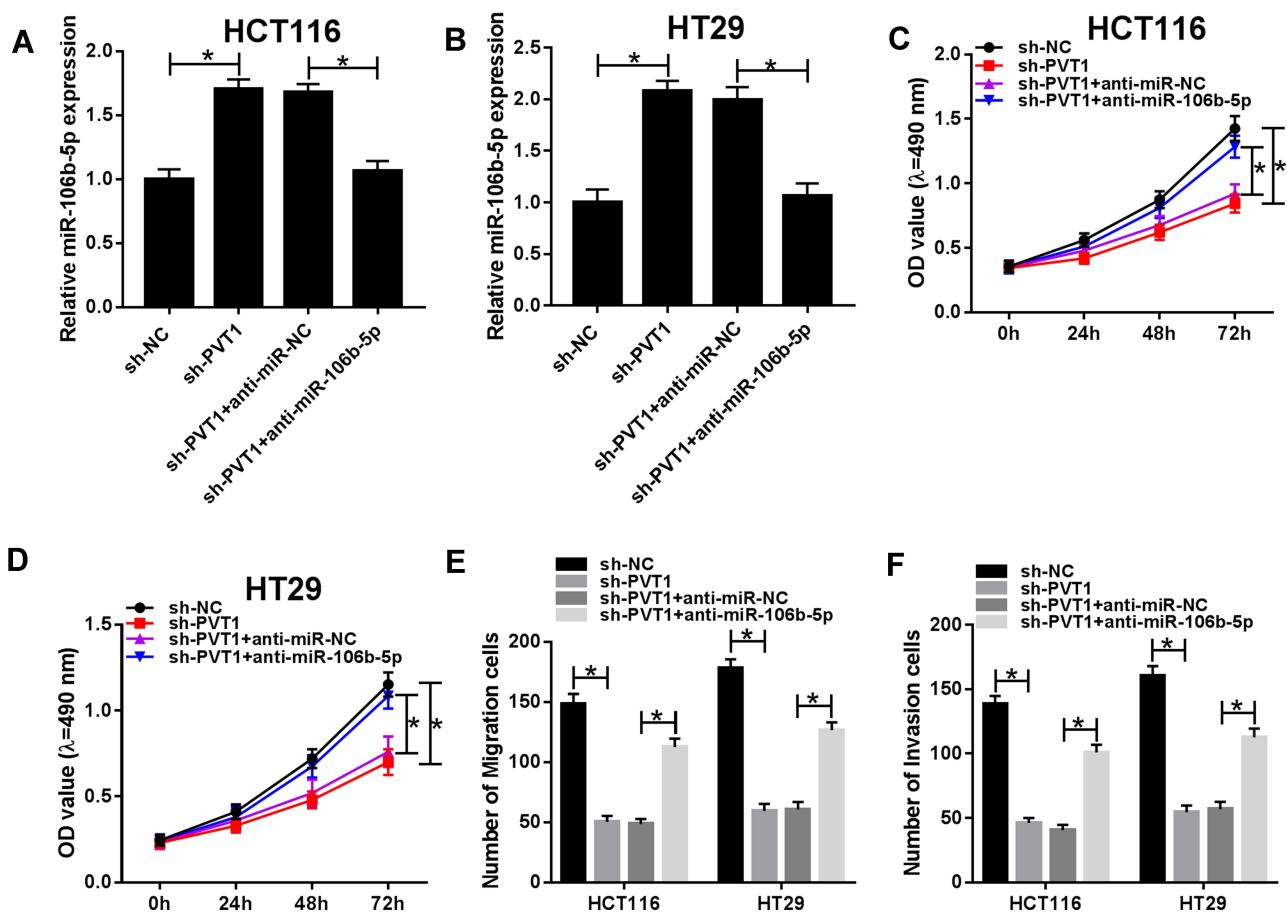 A
HCT116
Relative miR-106b-5p expression
2.0
1.5
1.0
0.5
0.0
*
*
sh-NC
sh-PVT1
sh-PVT1+anti-miR-NC
sh-PVT1+anti-miR-106b-5p
B
HT29
Relative miR-106b-5p expression
2.5
2.0
1.5
1.0
0.5
0.0
*
*
sh-NC
sh-PVT1
sh-PVT1+anti-miR-NC
sh-PVT1+anti-miR-106b-5p
C
HCT116
sh-NC
sh-PVT1
sh-PVT1+anti-miR-NC
sh-PVT1+anti-miR-106b-5p
OD value (λ=490 nm)
2.0
1.5
1.0
0.5
0.0
*
*
0h 24h 48h 72h
D
HT29
sh-NC
sh-PVT1
sh-PVT1+anti-miR-NC
sh-PVT1+anti-miR-106b-5p
OD value (λ=490 nm)
1.5
1.0
0.5
0.0
*
*
0h 24h 48h 72h
E
sh-NC
sh-PVT1
sh-PVT1+anti-miR-NC
sh-PVT1+anti-miR-106b-5p
Number of Migration cells
200
150
100
50
0
*
*
*
*
HCT116 HT29
F
sh-NC
sh-PVT1
sh-PVT1+anti-miR-NC
sh-PVT1+anti-miR-106b-5p
Number of Invasion cells
200
150
100
50
0
*
*
*
*
HCT116 HT29